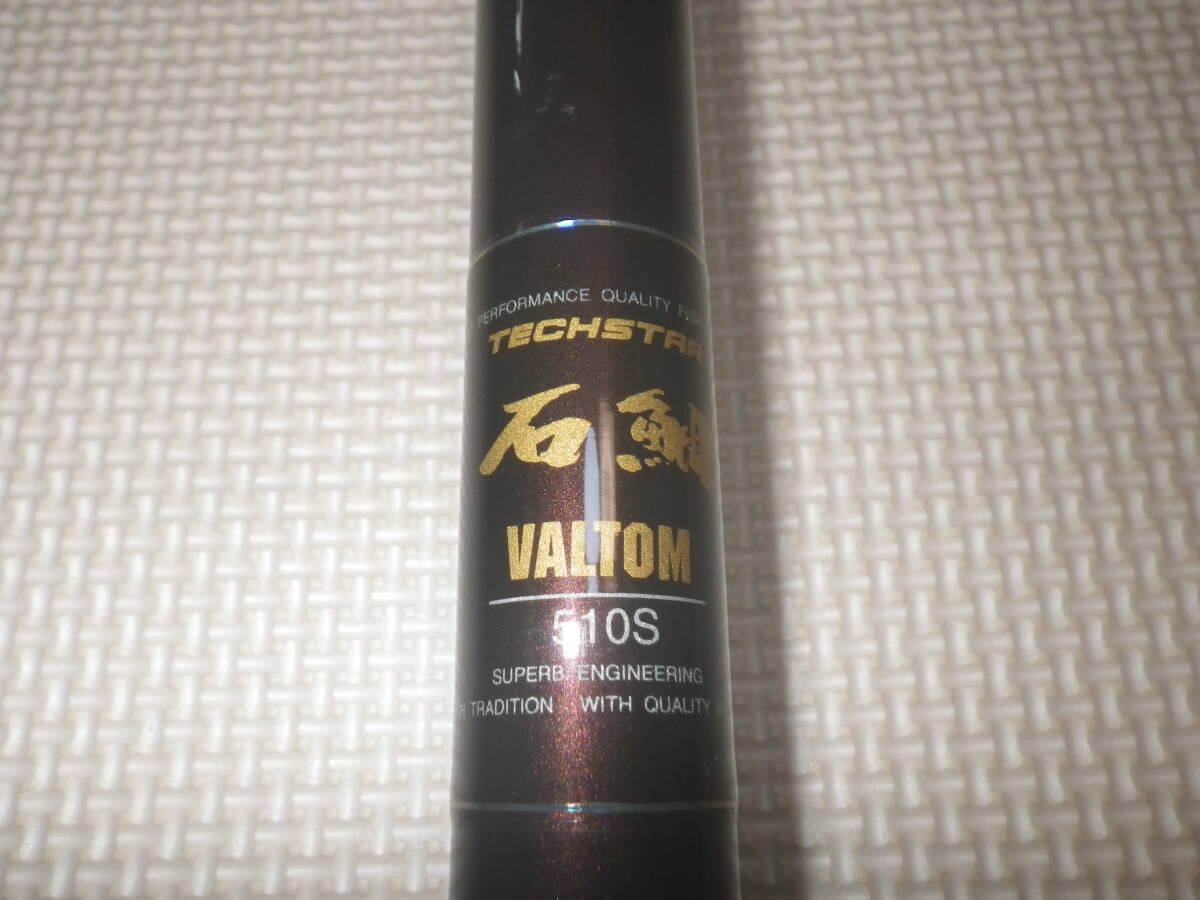 PERFORMANCE. QUALITY
TECHSTAR
石鯛
VALTOM
510S
SUPERB ENGINEERING
TRADITION WITH QUALITY